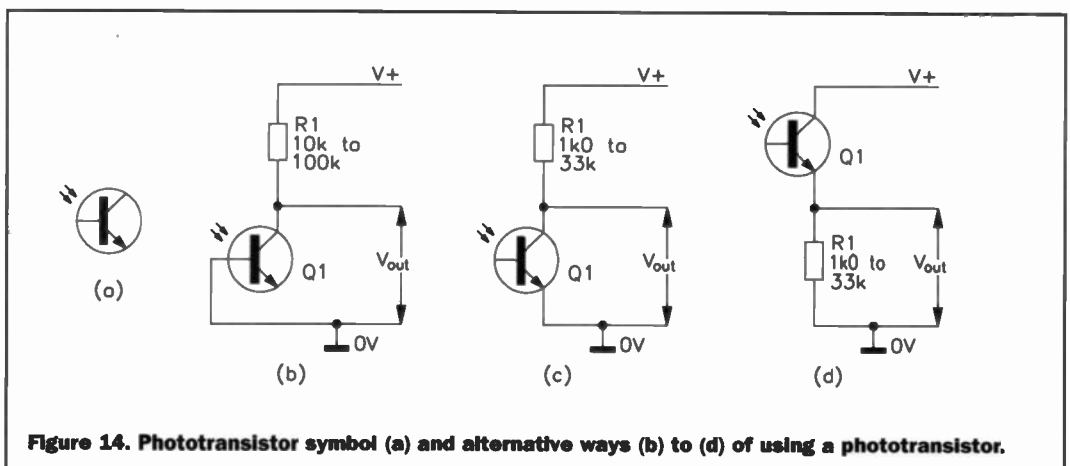 V+
R1
10k to
100k
Q1
Vout
0V
(a)
(b)
V+
R1
1k0 to
33k
Q1
Vout
0V
(c)
V+
Q1
R1
1k0 to
33k
Vout
0V
(d)
Figure 14. Phototransistor symbol (a) and alternative ways (b) to (d) of using a phototransistor.